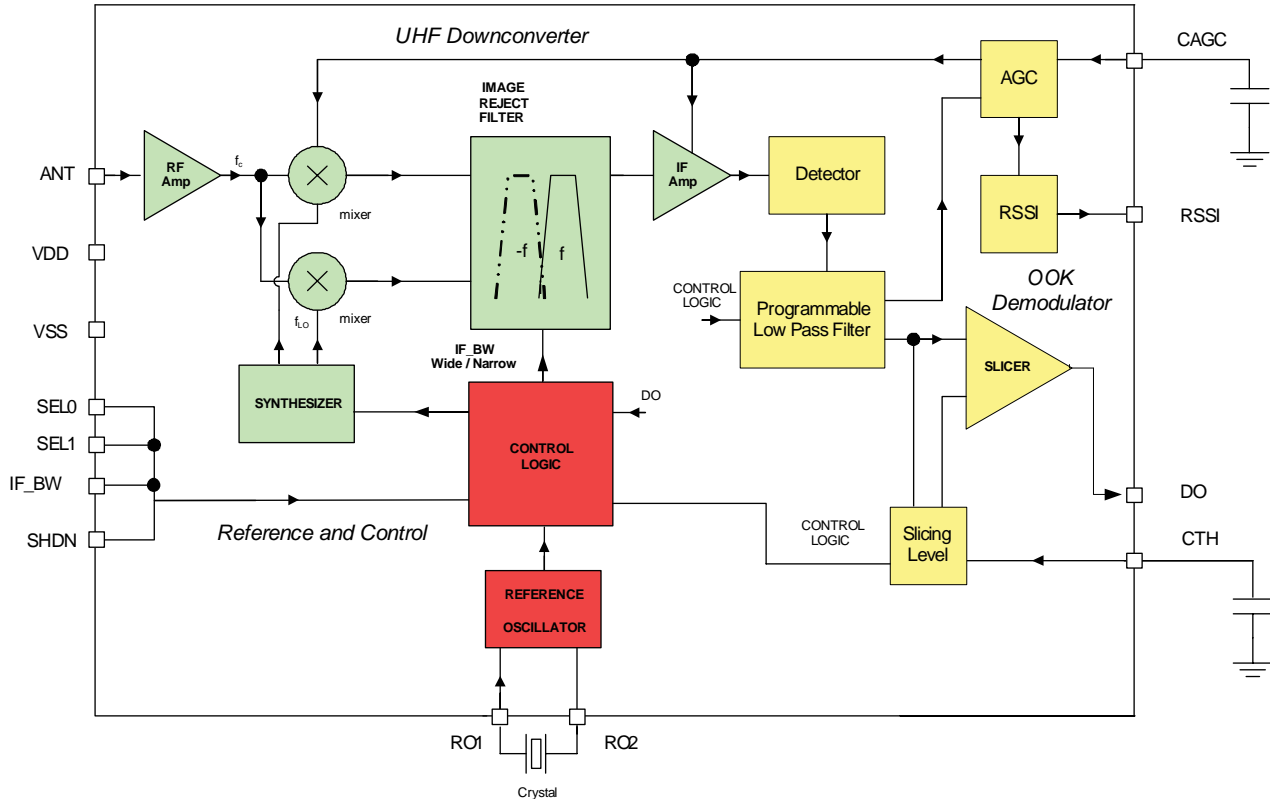 UHF Downconverter
CAGC
AGC
IMAGE
REJECT
FILTER
ANT
RF
Amp
fc
mixer
-f
f
IF
Amp
Detector
RSSI
RSSI
VDD
OOK
Demodulator
CONTROL
LOGIC
Programmable
Low Pass Filter
VSS
fLO
mixer
IF_BW
Wide / Narrow
SLICER
SYNTHESIZER
DO
SEL0
SEL1
IF_BW
SHDN
CONTROL
LOGIC
DO
Reference and Control
CONTROL
LOGIC
Slicing
Level
CTH
REFERENCE
OSCILLATOR
RO1
RO2
Crystal